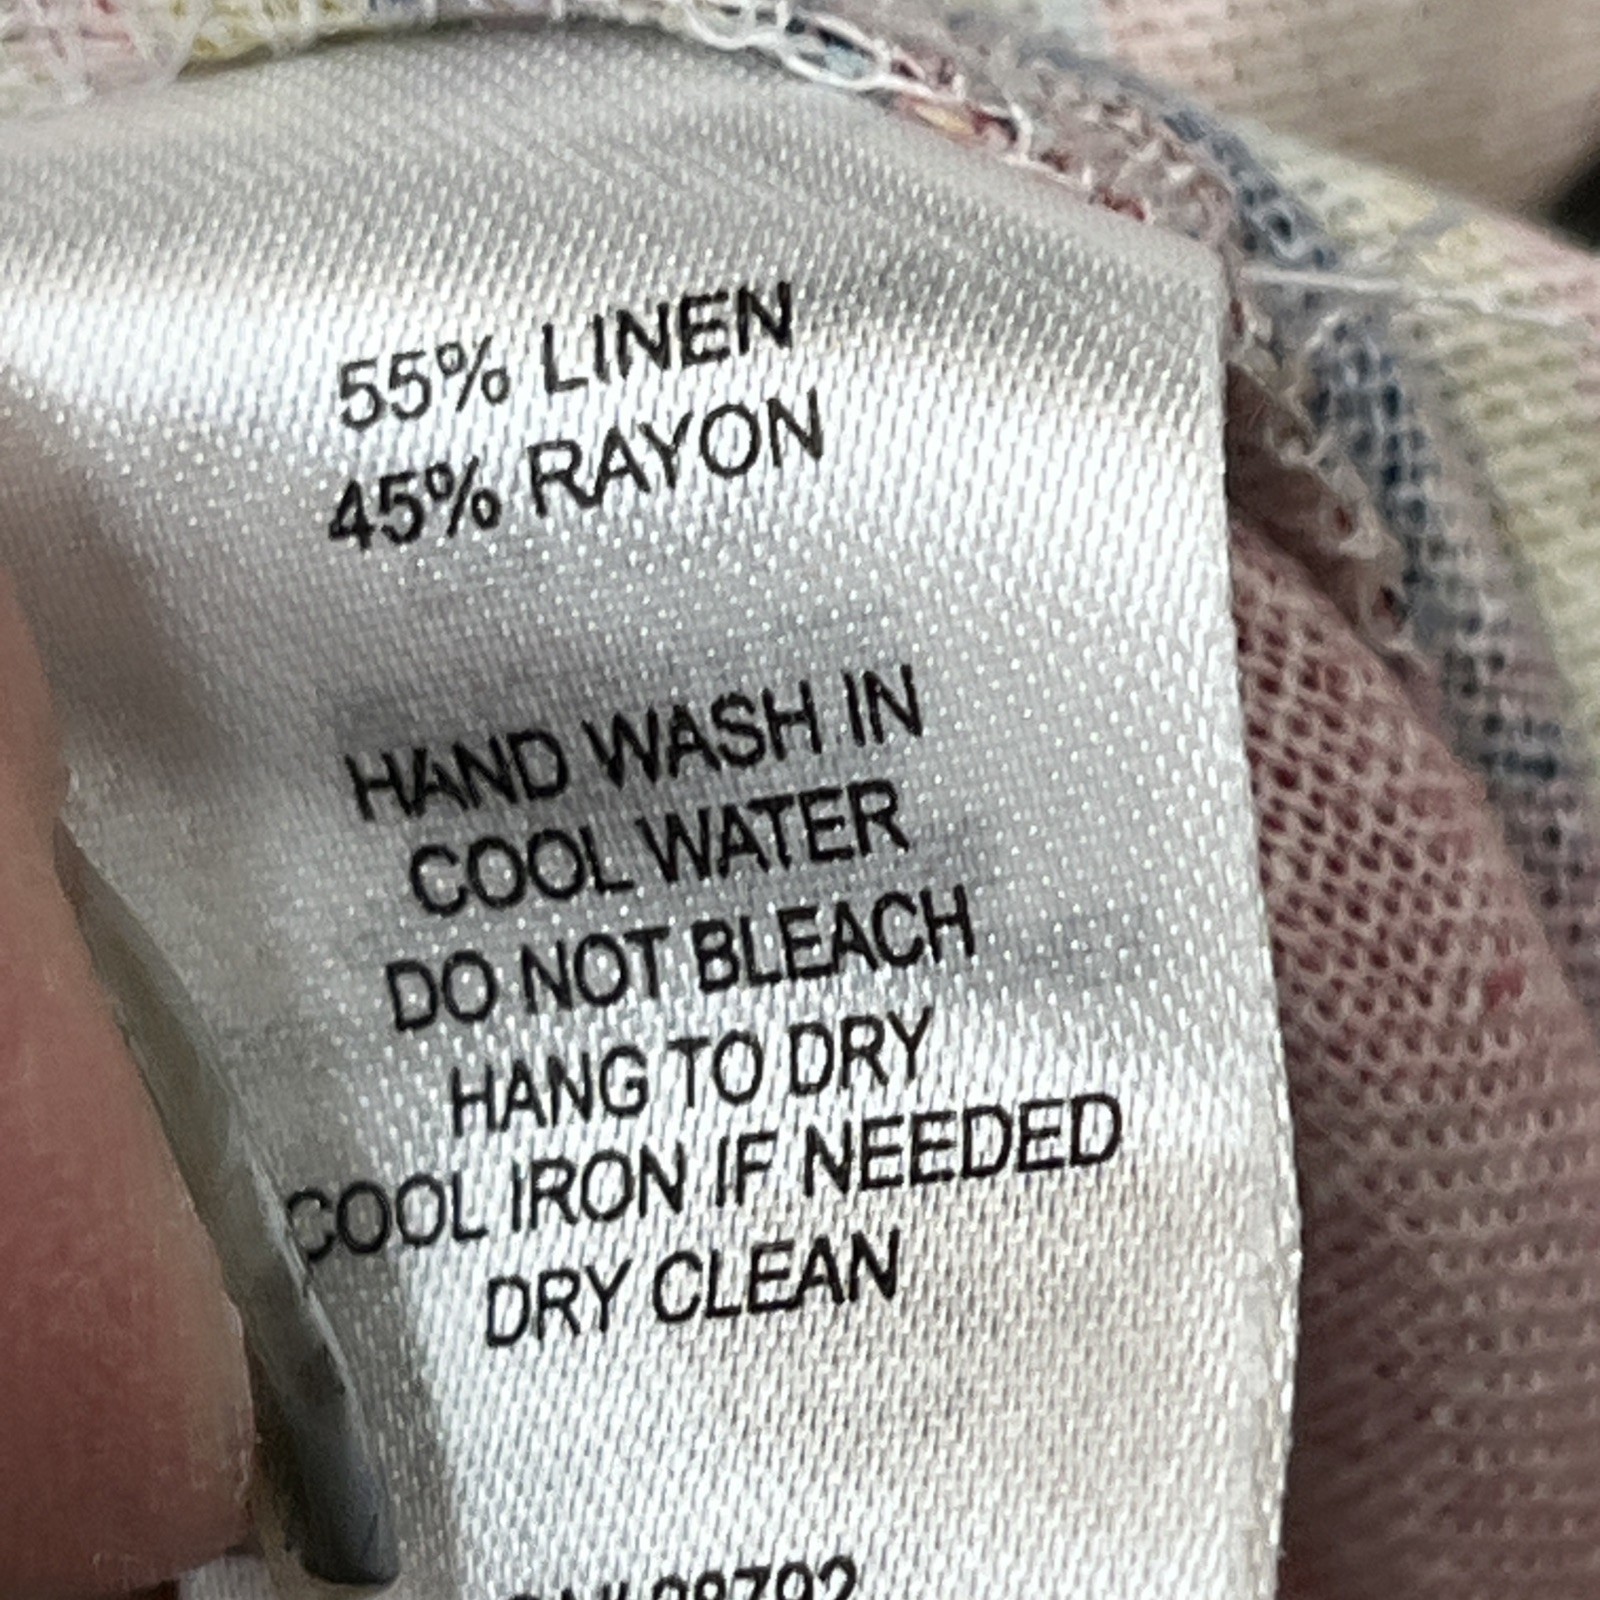 55% LINEN
45% RAYON
HAND WASH IN
COOL WATER
DO NOT BLEACH
HANG TO DRY
COOL IRON IF NEEDED
DRY CLEAN